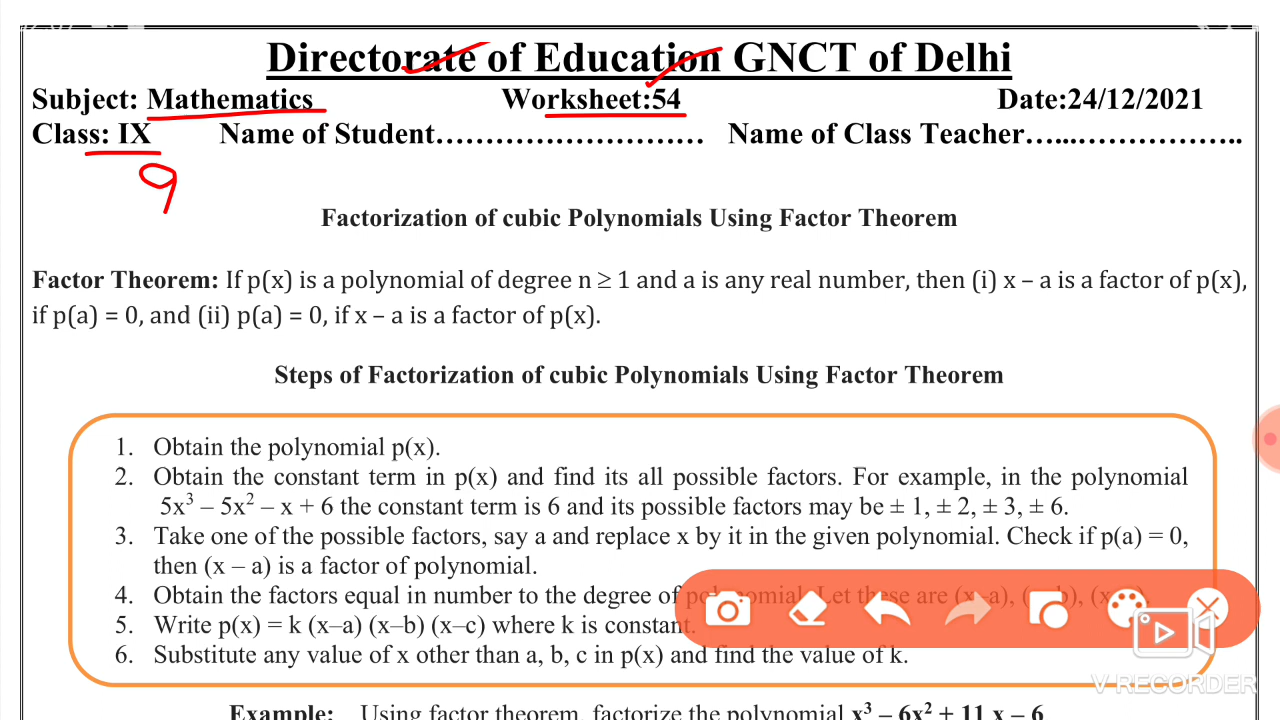 Directorate of Education GNCT of Delhi
Subject: Mathematics Worksheet:54 Date:24/12/2021
Class: IX Name of Student……………………… Name of Class Teacher…...……………..
9
Factorization of cubic Polynomials Using Factor Theorem
Factor Theorem: If p(x) is a polynomial of degree n ≥ 1 and a is any real number, then (i) x – a is a factor of p(x),
if p(a) = 0, and (ii) p(a) = 0, if x – a is a factor of p(x).
Steps of Factorization of cubic Polynomials Using Factor Theorem
1. Obtain the polynomial p(x).
2. Obtain the constant term in p(x) and find its all possible factors. For example, in the polynomial
5x³ – 5x² – x + 6 the constant term is 6 and its possible factors may be ± 1, ± 2, ± 3, ± 6.
3. Take one of the possible factors, say a and replace x by it in the given polynomial. Check if p(a) = 0,
then (x – a) is a factor of polynomial.
4. Obtain the factors equal in number to the degree of polynomial. Let these are (x–a),
5. Write p(x) = k (x–a) (x–b) (x–c) where k is constant.
6. Substitute any value of x other than a, b, c in p(x) and find the value of k.
V RECORDER
Example: Using factor theorem, factorize the polynomial x³ – 6x² + 11 x – 6